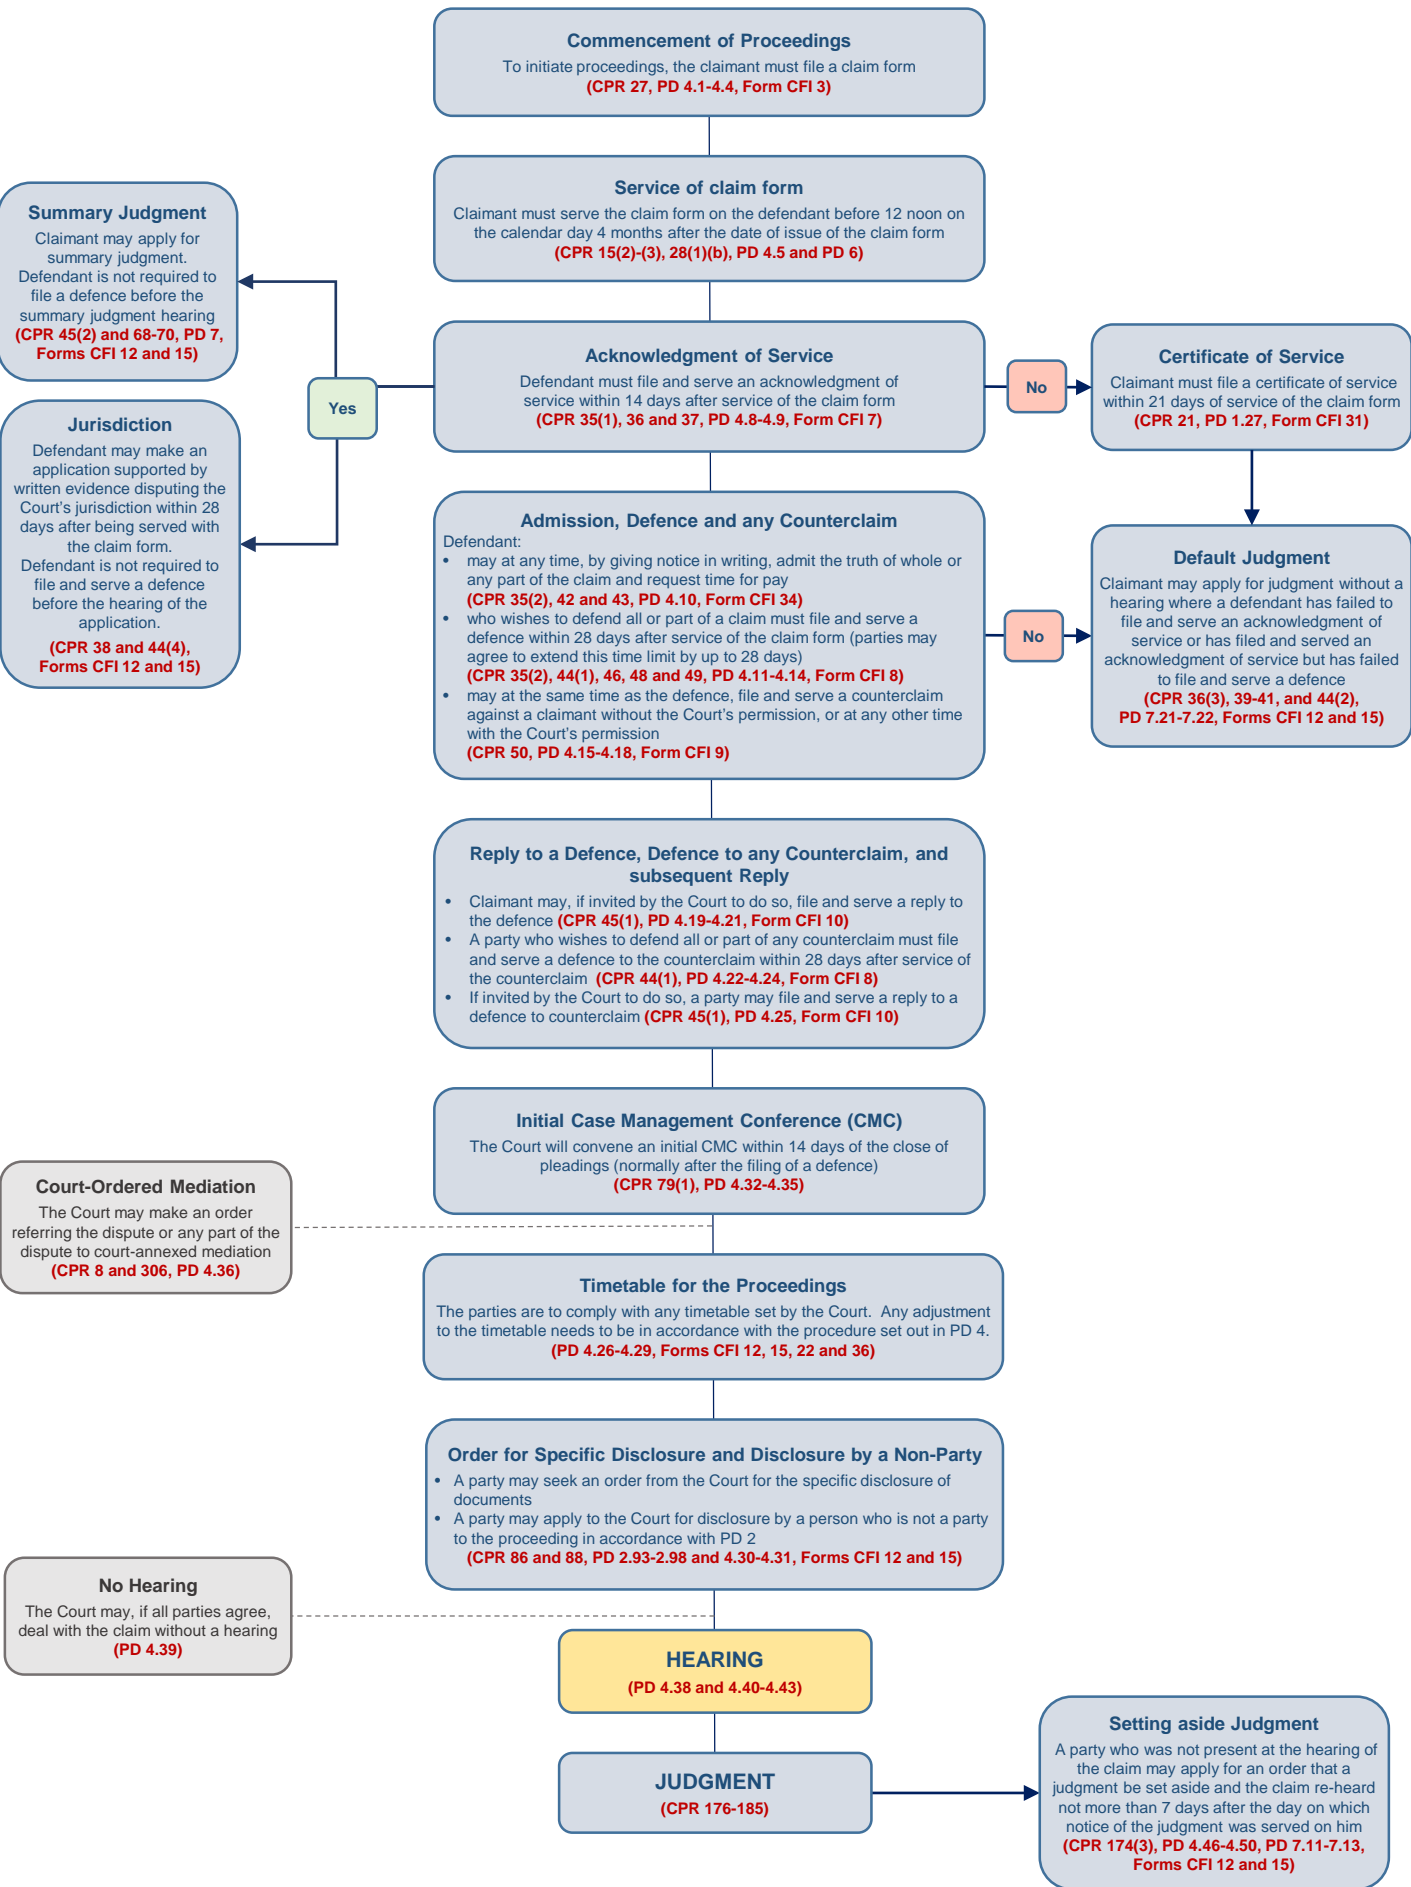 Commencement of Proceedings
To initiate proceedings, the claimant must file a claim form
(CPR 27, PD 4.1-4.4, Form CFI 3)
Service of claim form
Claimant must serve the claim form on the defendant before 12 noon on
the calendar day 4 months after the date of issue of the claim form
(CPR 15(2)-(3), 28(1)(b), PD 4.5 and PD 6)
Summary Judgment
Claimant may apply for
summary judgment.
Defendant is not required to
file a defence before the
summary judgment hearing
(CPR 45(2) and 68-70, PD 7,
Forms CFI 12 and 15)
Acknowledgment of Service
Defendant must file and serve an acknowledgment of
service within 14 days after service of the claim form
(CPR 35(1), 36 and 37, PD 4.8-4.9, Form CFI 7)
No
Certificate of Service
Claimant must file a certificate of service
within 21 days of service of the claim form
(CPR 21, PD 1.27, Form CFI 31)
Yes
Jurisdiction
Defendant may make an
application supported by
written evidence disputing the
Court's jurisdiction within 28
days after being served with
the claim form.
Defendant is not required to
file and serve a defence
before the hearing of the
application.
(CPR 38 and 44(4),
Forms CFI 12 and 15)
Admission, Defence and any Counterclaim
Defendant:
• may at any time, by giving notice in writing, admit the truth of whole or
any part of the claim and request time for pay
(CPR 35(2), 42 and 43, PD 4.10, Form CFI 34)
• who wishes to defend all or part of a claim must file and serve a
defence within 28 days after service of the claim form (parties may
agree to extend this time limit by up to 28 days)
(CPR 35(2), 44(1), 46, 48 and 49, PD 4.11-4.14, Form CFI 8)
• may at the same time as the defence, file and serve a counterclaim
against a claimant without the Court's permission, or at any other time
with the Court's permission
(CPR 50, PD 4.15-4.18, Form CFI 9)
No
Default Judgment
Claimant may apply for judgment without a
hearing where a defendant has failed to
file and serve an acknowledgment of
service or has filed and served an
acknowledgment of service but has failed
to file and serve a defence
(CPR 36(3), 39-41, and 44(2),
PD 7.21-7.22, Forms CFI 12 and 15)
Reply to a Defence, Defence to any Counterclaim, and
subsequent Reply
• Claimant may, if invited by the Court to do so, file and serve a reply to
the defence (CPR 45(1), PD 4.19-4.21, Form CFI 10)
• A party who wishes to defend all or part of any counterclaim must file
and serve a defence to the counterclaim within 28 days after service of
the counterclaim (CPR 44(1), PD 4.22-4.24, Form CFI 8)
• If invited by the Court to do so, a party may file and serve a reply to a
defence to counterclaim (CPR 45(1), PD 4.25, Form CFI 10)
Initial Case Management Conference (CMC)
The Court will convene an initial CMC within 14 days of the close of
pleadings (normally after the filing of a defence)
(CPR 79(1), PD 4.32-4.35)
Court-Ordered Mediation
The Court may make an order
referring the dispute or any part of the
dispute to court-annexed mediation
(CPR 8 and 306, PD 4.36)
Timetable for the Proceedings
The parties are to comply with any timetable set by the Court. Any adjustment
to the timetable needs to be in accordance with the procedure set out in PD 4.
(PD 4.26-4.29, Forms CFI 12, 15, 22 and 36)
Order for Specific Disclosure and Disclosure by a Non-Party
• A party may seek an order from the Court for the specific disclosure of
documents
• A party may apply to the Court for disclosure by a person who is not a party
to the proceeding in accordance with PD 2
(CPR 86 and 88, PD 2.93-2.98 and 4.30-4.31, Forms CFI 12 and 15)
No Hearing
The Court may, if all parties agree,
deal with the claim without a hearing
(PD 4.39)
HEARING
(PD 4.38 and 4.40-4.43)
JUDGMENT
(CPR 176-185)
Setting aside Judgment
A party who was not present at the hearing of
the claim may apply for an order that a
judgment be set aside and the claim re-heard
not more than 7 days after the day on which
notice of the judgment was served on him
(CPR 174(3), PD 4.46-4.50, PD 7.11-7.13,
Forms CFI 12 and 15)